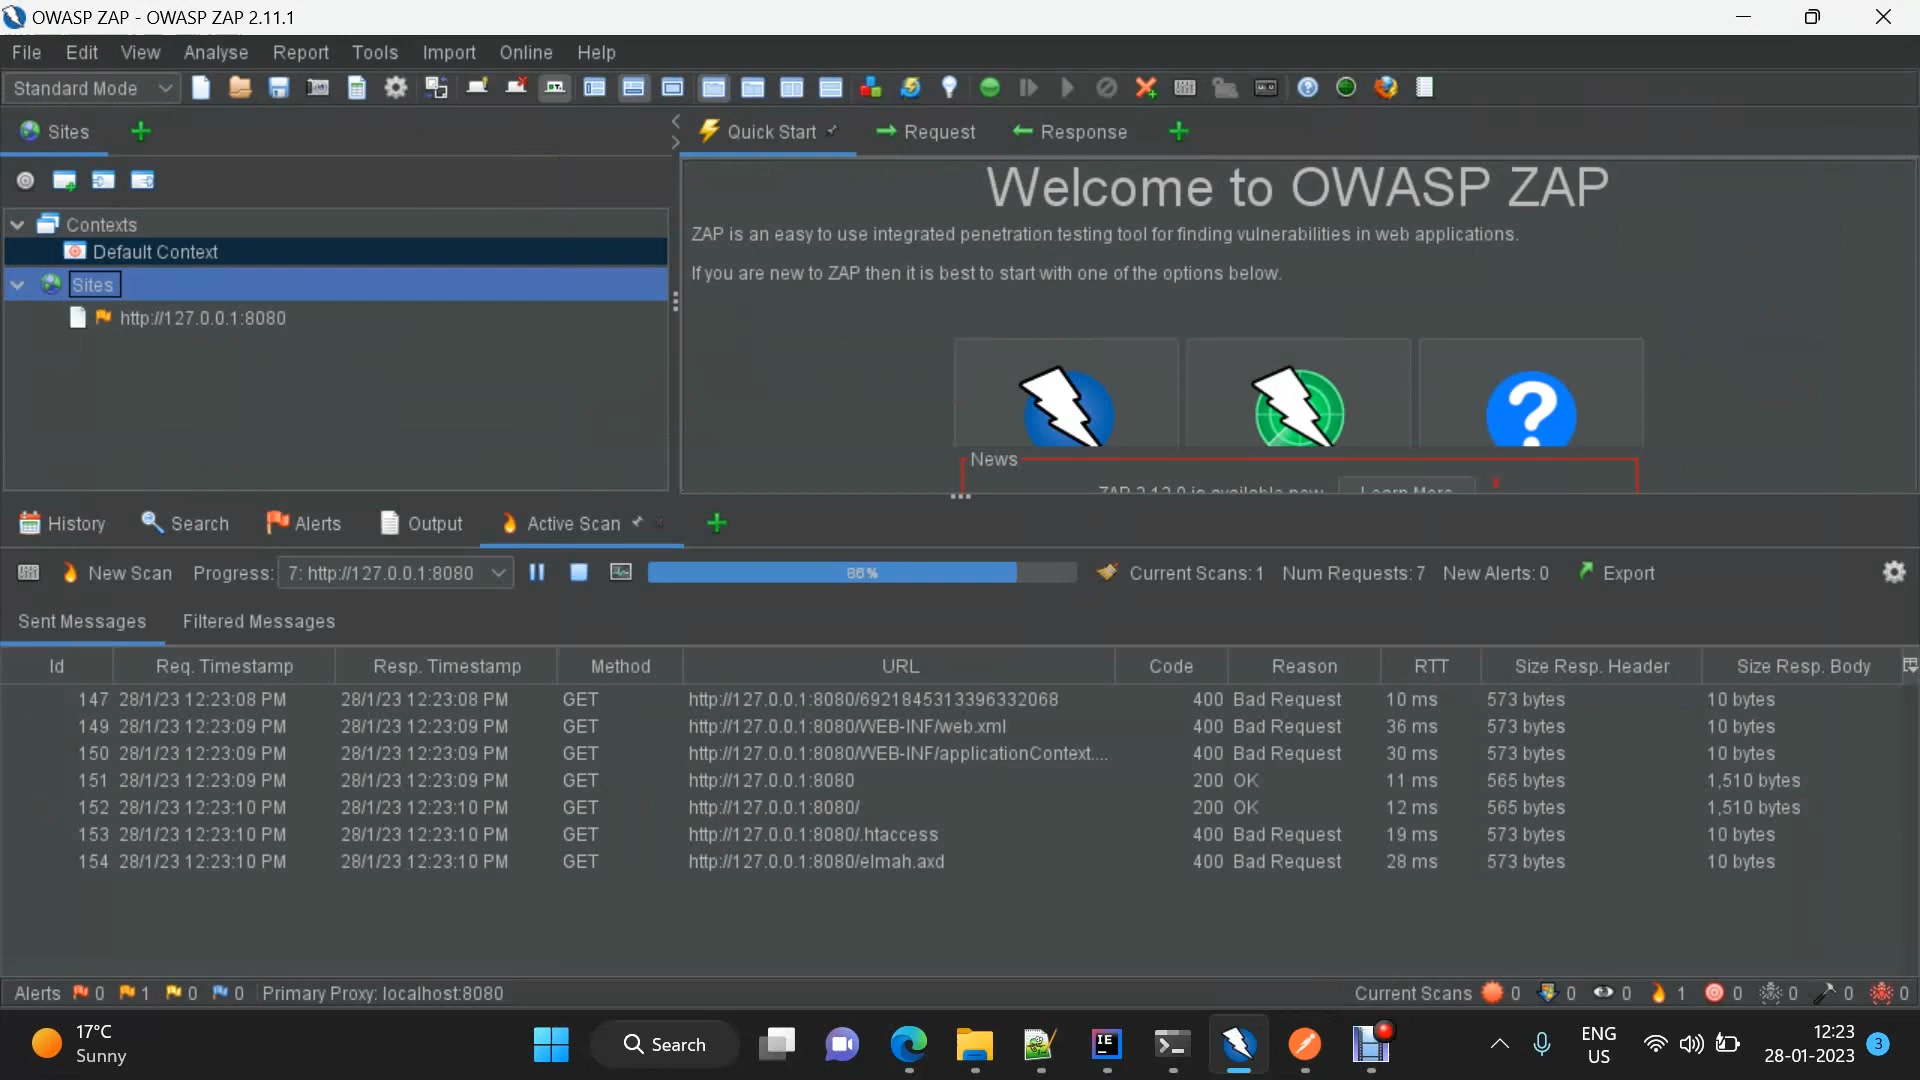 OWASP ZAP - OWASP ZAP 2.11.1
File Edit View Analyse Report Tools Import Online Help
Standard Mode
Sites
Quick Start Request Response
Contexts
Default Context
Sites
http://127.0.0.1:8080
Welcome to OWASP ZAP
ZAP is an easy to use integrated penetration testing tool for finding vulnerabilities in web applications.
If you are new to ZAP then it is best to start with one of the options below.
News
ZAP 2.12.0 is available now Learn More x
History Search Alerts Output Active Scan
New Scan Progress: 7: http://127.0.0.1:8080 86% Current Scans: 1 Num Requests: 7 New Alerts: 0 Export
Sent Messages Filtered Messages
Id Req. Timestamp Resp. Timestamp Method URL Code Reason RTT Size Resp. Header Size Resp. Body
147 28/1/23 12:23:08 PM 28/1/23 12:23:08 PM GET http://127.0.0.1:8080/6921845313396332068 400 Bad Request 10 ms 573 bytes 10 bytes
149 28/1/23 12:23:09 PM 28/1/23 12:23:09 PM GET http://127.0.0.1:8080/WEB-INF/web.xml 400 Bad Request 36 ms 573 bytes 10 bytes
150 28/1/23 12:23:09 PM 28/1/23 12:23:09 PM GET http://127.0.0.1:8080/WEB-INF/applicationContext.... 400 Bad Request 30 ms 573 bytes 10 bytes
151 28/1/23 12:23:09 PM 28/1/23 12:23:09 PM GET http://127.0.0.1:8080 200 OK 11 ms 565 bytes 1,510 bytes
152 28/1/23 12:23:10 PM 28/1/23 12:23:10 PM GET http://127.0.0.1:8080/ 200 OK 12 ms 565 bytes 1,510 bytes
153 28/1/23 12:23:10 PM 28/1/23 12:23:10 PM GET http://127.0.0.1:8080/.htaccess 400 Bad Request 19 ms 573 bytes 10 bytes
154 28/1/23 12:23:10 PM 28/1/23 12:23:10 PM GET http://127.0.0.1:8080/elmah.axd 400 Bad Request 28 ms 573 bytes 10 bytes
Alerts 0 1 0 0 Primary Proxy: localhost:8080 Current Scans 0 0 0 1 0 0 0 0
17°C
Sunny
Search
IE
ENG
US
12:23
28-01-2023
3